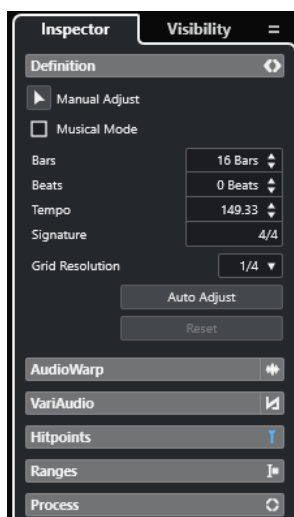 Inspector Visibility
Definition
Manual Adjust
Musical Mode
Bars 16 Bars
Beats 0 Beats
Tempo 149.33
Signature 4/4
Grid Resolution 1/4
Auto Adjust
Reset
AudioWarp
VariAudio
Hitpoints
Ranges
Process